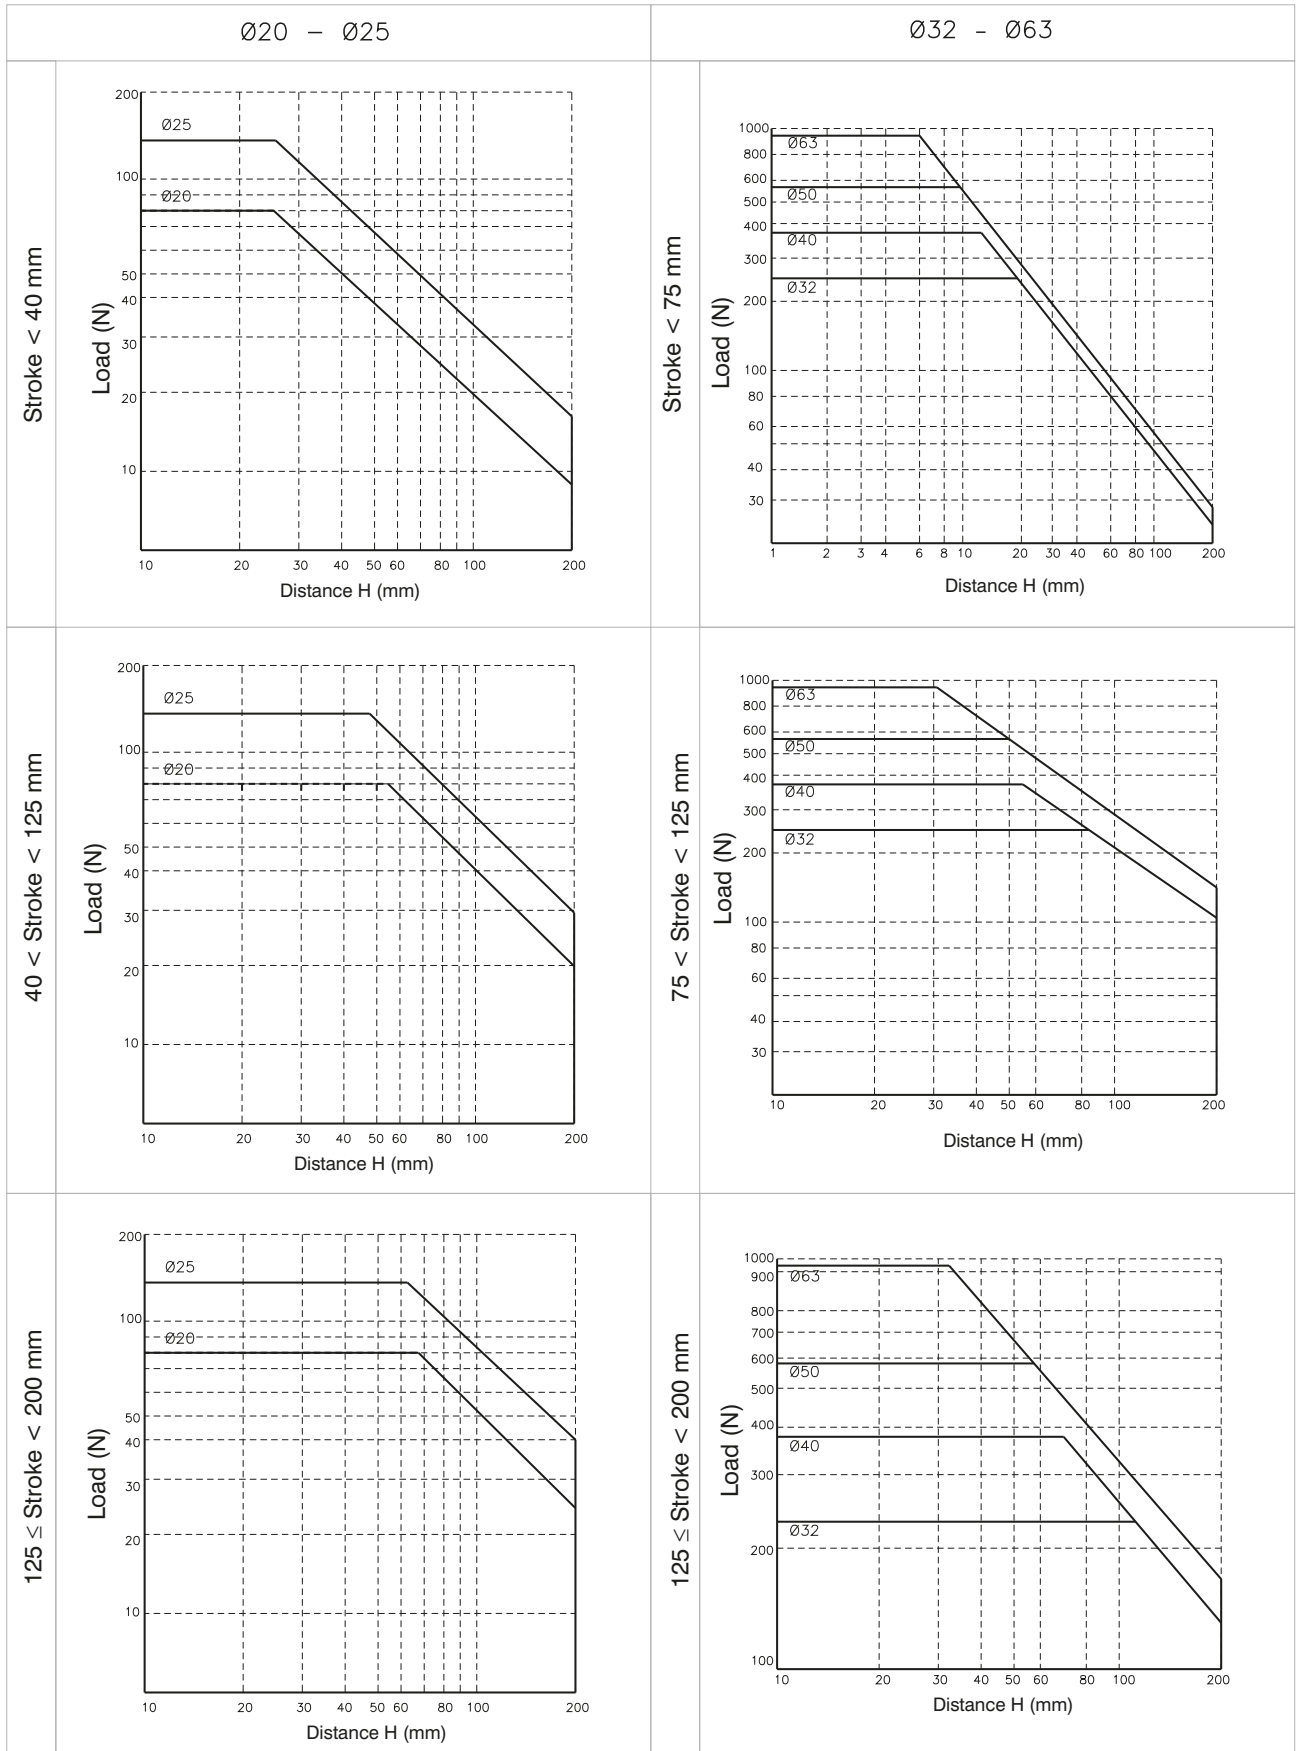 Ø20 – Ø25
Ø32 - Ø63
Stroke < 40 mm
Load (N)
200
100
50
40
30
20
10
Ø25
Ø20
10 20 30 40 50 60 80 100 200
Distance H (mm)
Stroke < 75 mm
Load (N)
1000
800
600
500
400
300
200
100
80
60
40
30
Ø63
Ø50
Ø40
Ø32
1 2 3 4 6 8 10 20 30 40 60 80 100 200
Distance H (mm)
40 < Stroke < 125 mm
Load (N)
200
100
50
40
30
20
10
Ø25
Ø20
10 20 30 40 50 60 80 100 200
Distance H (mm)
75 < Stroke < 125 mm
Load (N)
1000
800
600
500
400
300
200
100
80
60
40
30
Ø63
Ø50
Ø40
Ø32
10 20 30 40 50 60 80 100 200
Distance H (mm)
125 ≤ Stroke < 200 mm
Load (N)
200
100
50
40
30
20
10
Ø25
Ø20
10 20 30 40 50 60 80 100 200
Distance H (mm)
125 ≤ Stroke < 200 mm
Load (N)
1000
900
800
700
600
500
400
300
200
100
Ø63
Ø50
Ø40
Ø32
10 20 30 40 50 60 80 100 200
Distance H (mm)